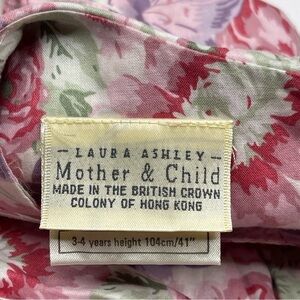 - LAURA ASHLEY -
Mother & Child
MADE IN THE BRITISH CROWN
COLONY OF HONG KONG
3-4 years height 104cm/41"